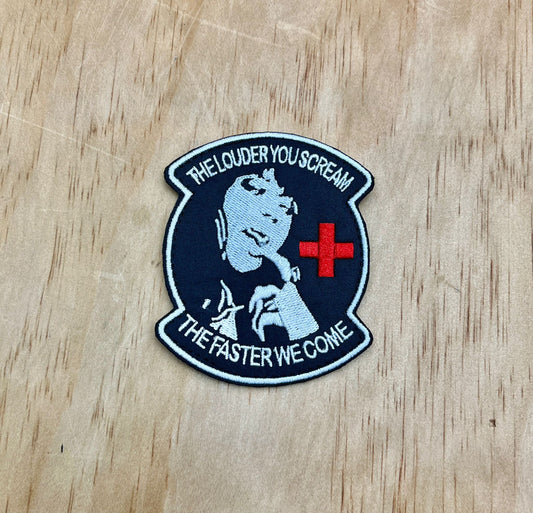 THE LOUDER YOU SCREAM
THE FASTER WE COME